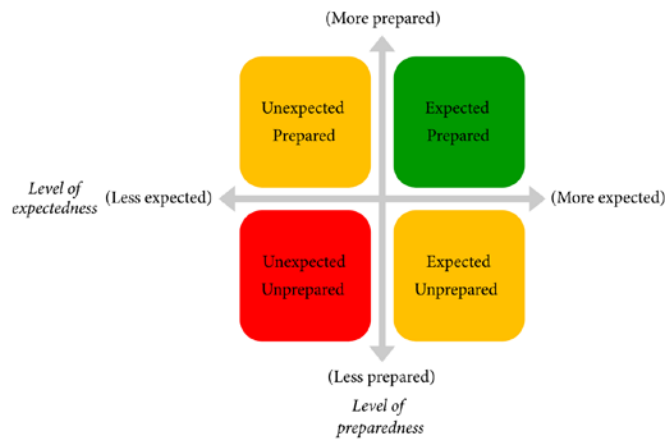 (More prepared)
Unexpected
Prepared
Expected
Prepared
Level of
expectedness
(Less expected)
(More expected)
Unexpected
Unprepared
Expected
Unprepared
(Less prepared)
Level of
preparedness